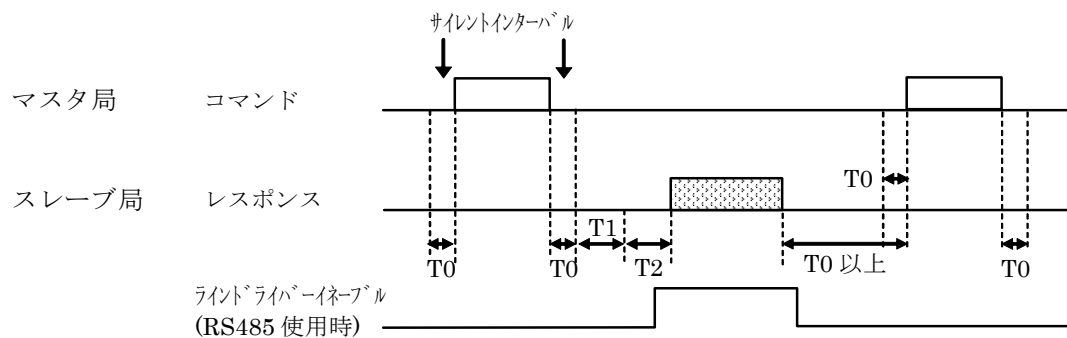 ｻｲﾚﾝﾄｲﾝﾀｰﾊﾞﾙ
マスタ局 コマンド
スレーブ局 レスポンス
T0
T0
T0
T1
T2
T0 以上
T0
ﾗｲﾝﾄﾞﾗｲﾊﾞｰｲﾈｰﾌﾞﾙ
(RS485 使用時)